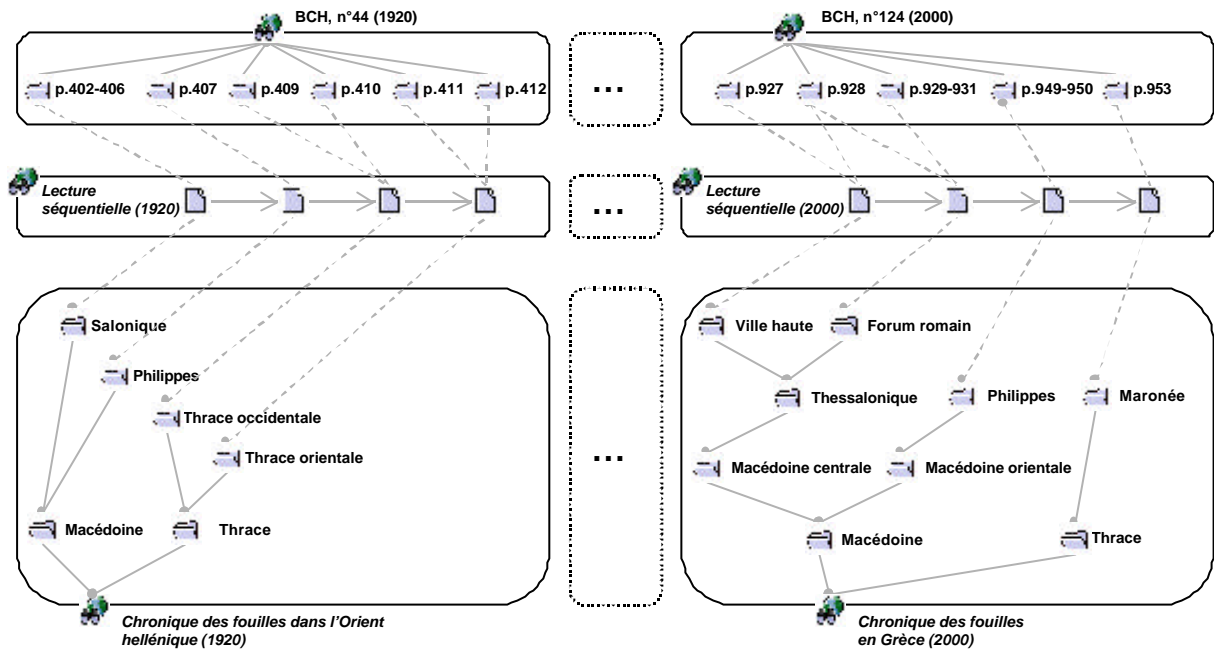 BCH, n°44 (1920)
BCH, n°124 (2000)
p.402-406 p.407 p.409 p.410 p.411 p.412
...
p.927 p.928 p.929-931 p.949-950 p.953
Lecture
séquentielle (1920)
...
Lecture
séquentielle (2000)
Salonique
Philippes
Thrace occidentale
Thrace orientale
Macédoine Thrace
...
Ville haute Forum romain
Thessalonique Philippes Maronée
Macédoine centrale Macédoine orientale
Macédoine Thrace
Chronique des fouilles dans l'Orient
hellénique (1920)
Chronique des fouilles
en Grèce (2000)